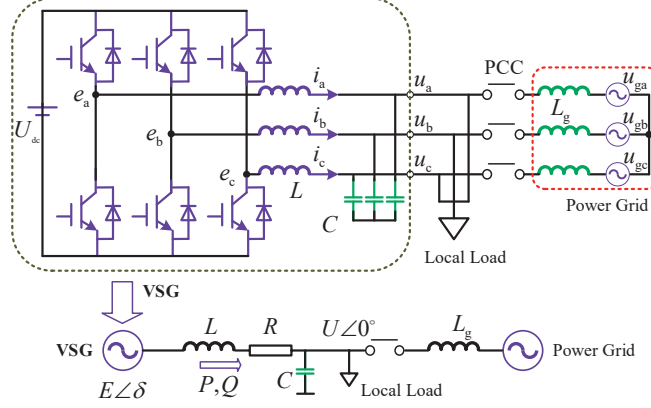 i_a u_a PCC u_ga
e_a L_g
U_dc e_b i_b u_b u_gb
e_c i_c u_c u_gc
L
C Power Grid
Local Load
VSG
L R U∠0° L_g
VSG Power Grid
P,Q C
E∠δ Local Load